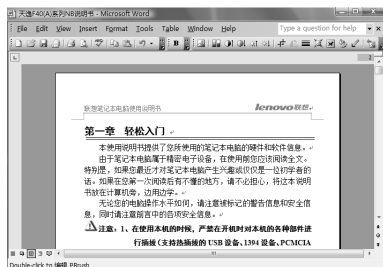 天逸F40(A)系列NB说明书 - Microsoft Word
File Edit View Insert Format Tools Table Window Help Type a question for help
2
联想笔记本电脑使用说明书 lenovo联想
第一章 轻松入门
本使用说明书提供了您所使用的笔记本电脑的硬件和软件信息。
由于笔记本电脑属于精密电子设备，在使用前您应该阅读全文。
特别是，如果您最近才对笔记本电脑产生兴趣或仅仅是一位初学者的
话。如果在您第一次阅读后有不懂的地方，请不必担心，将这本说明
书放在计算机旁，边用边学。
无论您的电脑操作水平如何，请注意被标记的警告信息和安全信
息，同时请注意前言中的各项安全信息。
注意：1、在使用本机的时候，严禁在开机时对本机的各种部件进
行插拔（支持热插拔的 USB 设备、1394 设备、PCMCIA
Double-click to 编辑 PBrush